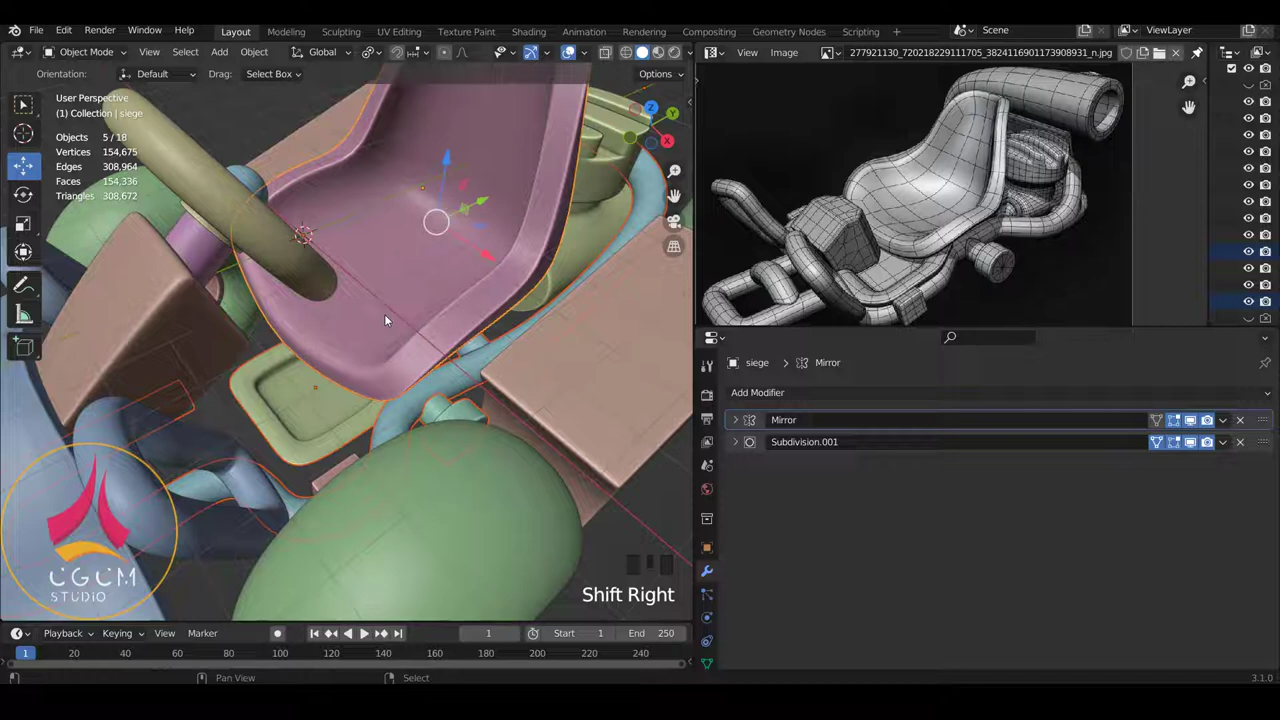 File Edit Render Window Help Layout Modeling Sculpting UV Editing Texture Paint Shading Animation Rendering Compositing Geometry Nodes Scripting + Scene ViewLayer
Object Mode View Select Add Object Global View Image 277921130_720218229111705_3824116901173908931_n.jpg
Orientation: Default Drag: Select Box Options
User Perspective
(1) Collection | siege
Objects 5 / 18
Vertices 154,675
Edges 308,964
Faces 154,336
Triangles 308,672
Z
Y
X
siege > Mirror
Add Modifier
Mirror
Subdivision.001
CGCM
STUDIO
Shift Right
Playback Keying View Marker 1 Start 1 End 250
1 20 40 60 80 100 120 140 160 180 200 220 240
Pan View Select 3.1.0